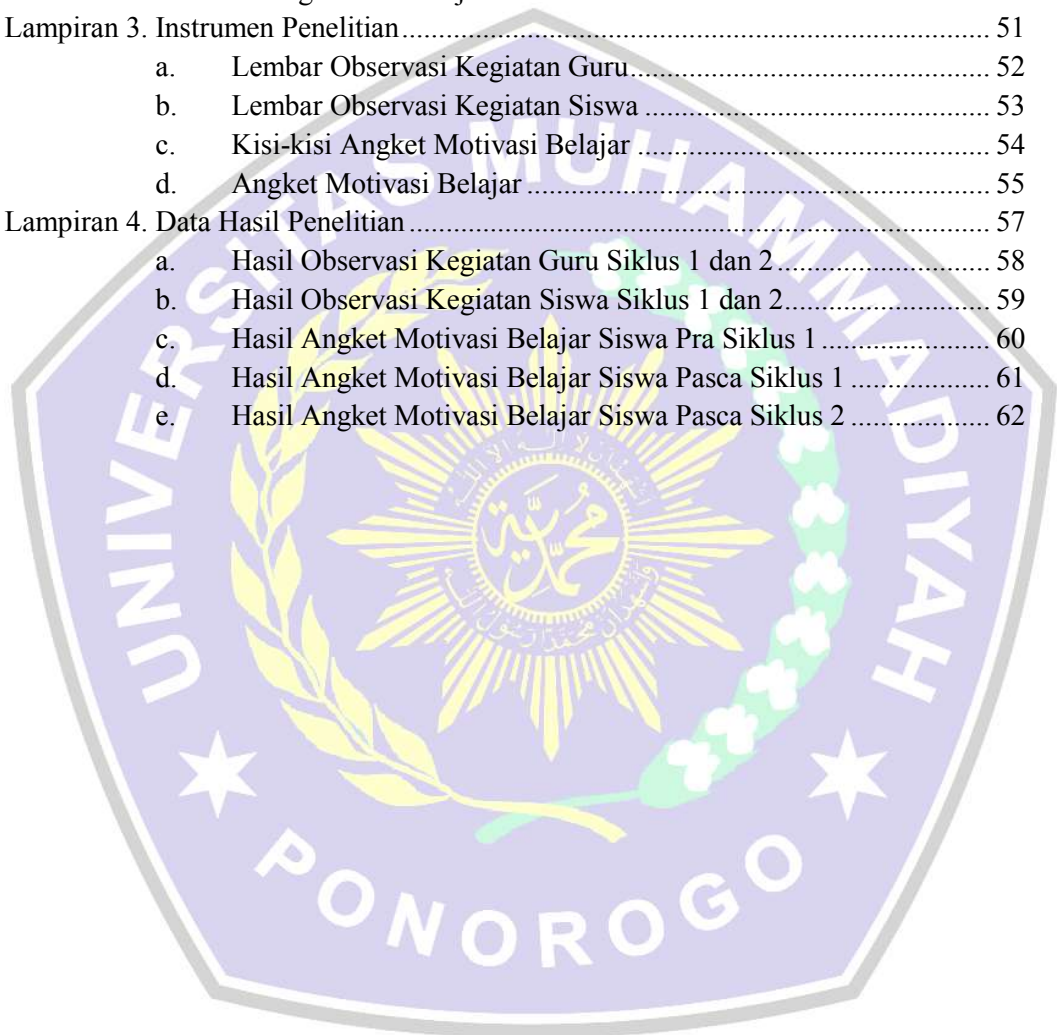 Lampiran 3. Instrumen Penelitian.......................................................................................... 51
a. Lembar Observasi Kegiatan Guru...................................................... 52
b. Lembar Observasi Kegiatan Siswa .................................................... 53
c. Kisi-kisi Angket Motivasi Belajar ..................................................... 54
d. Angket Motivasi Belajar .................................................................... 55
Lampiran 4. Data Hasil Penelitian ......................................................................................... 57
a. Hasil Observasi Kegiatan Guru Siklus 1 dan 2 ................................ 58
b. Hasil Observasi Kegiatan Siswa Siklus 1 dan 2............................... 59
c. Hasil Angket Motivasi Belajar Siswa Pra Siklus 1 ......................... 60
d. Hasil Angket Motivasi Belajar Siswa Pasca Siklus 1 ..................... 61
e. Hasil Angket Motivasi Belajar Siswa Pasca Siklus 2 ..................... 62
UNIVERSITAS MUHAMMADIYAH
PONOROGO